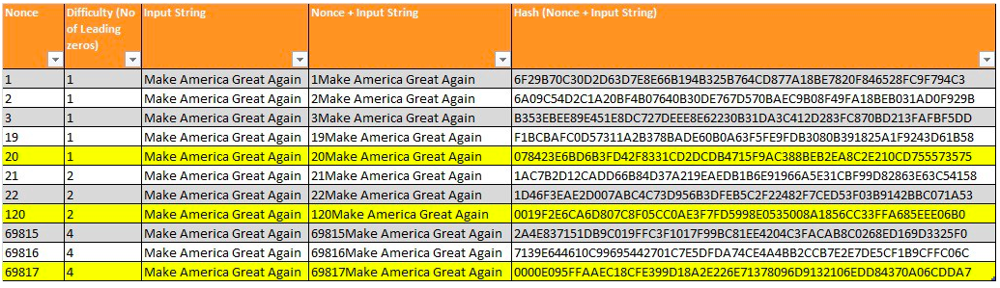 Nonce Difficulty (No of Leading zeros) Input String Nonce + Input String Hash (Nonce + Input String)
1 1 Make America Great Again 1Make America Great Again 6F29B70C30D2D63D7E8E66B194B325B764CD877A18BE7820F846528FC9F794C3
2 1 Make America Great Again 2Make America Great Again 6A09C54D2C1A20BF4B07640B30DE767D570BAEC9B08F49FA18BEB031AD0F929B
3 1 Make America Great Again 3Make America Great Again B353EBEE89E451E8DC727DEEE8E62230B31DA3C412D283FC870BD213FAFBF5DD
19 1 Make America Great Again 19Make America Great Again F1BCBAFC0D57311A2B378BADE60B0A63F5FE9FDB3080B391825A1F9243D61B58
20 1 Make America Great Again 20Make America Great Again 078423E6BD6B3FD42F8331CD2DCDB4715F9AC388BEB2EA8C2E210CD755573575
21 2 Make America Great Again 21Make America Great Again 1AC7B2D12CADD66B84D37A219EAEDB1B6E91966A5E31CBF99D82863E63C54158
22 2 Make America Great Again 22Make America Great Again 1D46F3EAE2D007ABC4C73D956B3DFEB5C2F22482F7CED53F03B9142BBC071A53
120 2 Make America Great Again 120Make America Great Again 0019F2E6CA6D807C8F05CC0AE3F7FD5998E0535008A1856CC33FFA685EEE06B0
69815 4 Make America Great Again 69815Make America Great Again 2A4E837151DB9C019FFC3F1017F99BC81EE4204C3FACAB8C0268ED169D3325F0
69816 4 Make America Great Again 69816Make America Great Again 7139E644610C99695442701C7E5DFDA74CE4A4BB2CCB7E2E7DE5CF1B9CFFC06C
69817 4 Make America Great Again 69817Make America Great Again 0000E095FFAAEC18CFE399D18A2E226E71378096D9132106EDD84370A06CDDA7